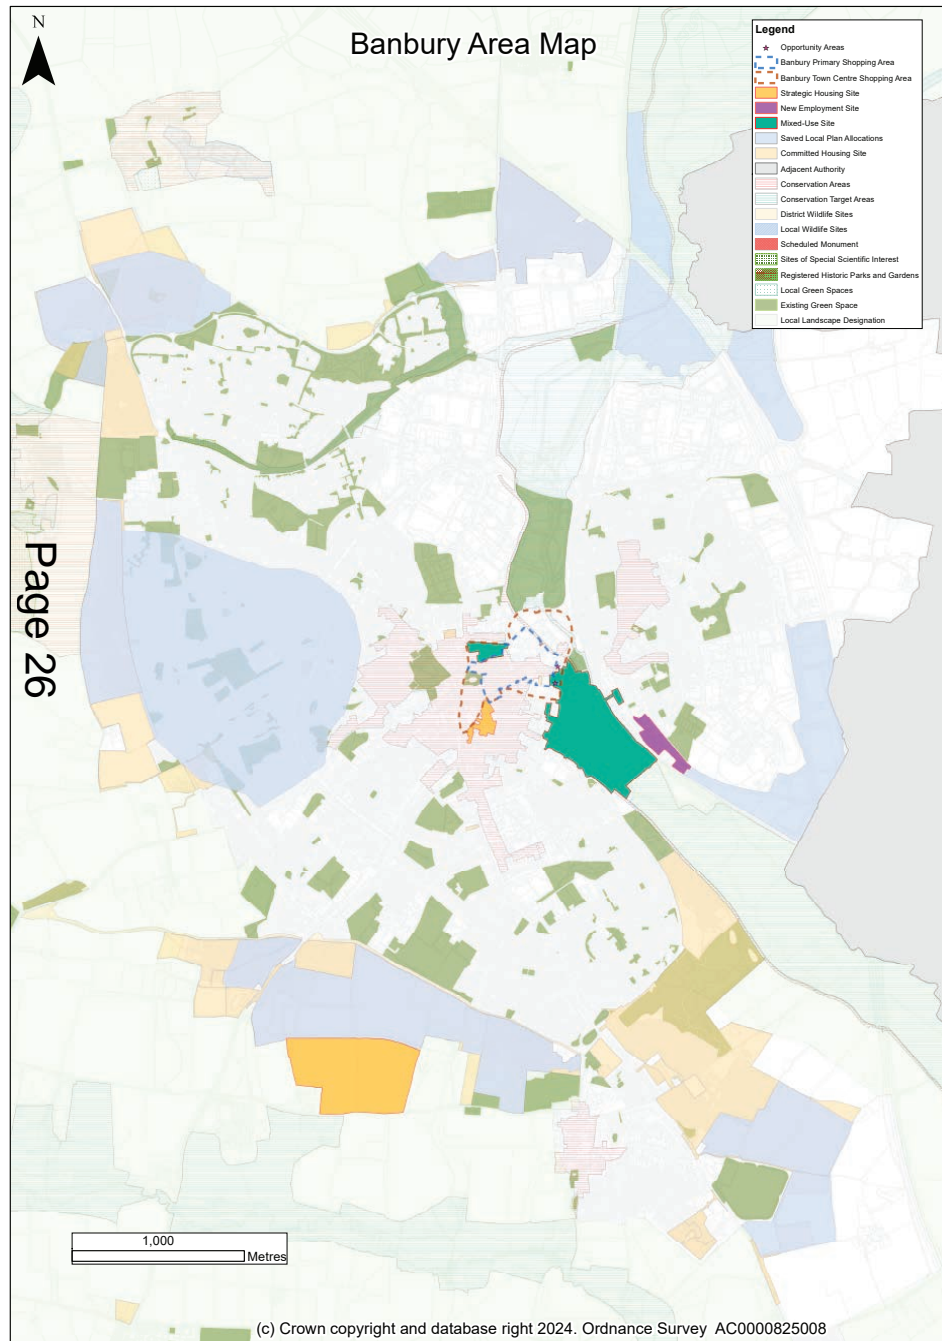 N
Banbury Area Map
Legend
Opportunity Areas
Banbury Primary Shopping Area
Banbury Town Centre Shopping Area
Strategic Housing Site
New Employment Site
Mixed-Use Site
Saved Local Plan Allocations
Committed Housing Site
Adjacent Authority
Conservation Areas
Conservation Target Areas
District Wildlife Sites
Local Wildlife Sites
Scheduled Monument
Sites of Special Scientific Interest
Registered Historic Parks and Gardens
Local Green Spaces
Existing Green Space
Local Landscape Designation
Page 26
1,000
Metres
(c) Crown copyright and database right 2024. Ordnance Survey AC0000825008